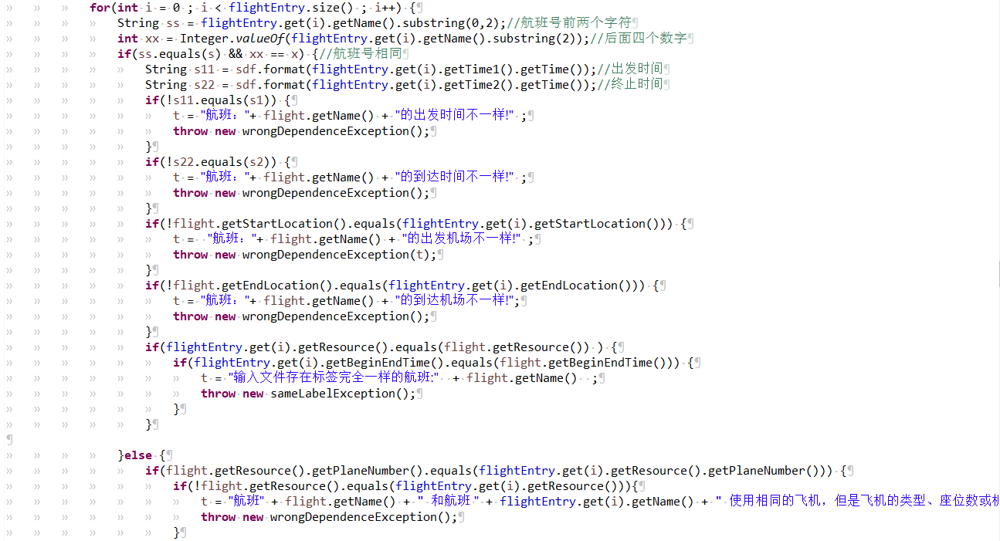 for(int i = 0 ; i < flightEntry.size() ; i++) {
String ss = flightEntry.get(i).getName().substring(0,2);//航班号前两个字符
int xx = Integer.valueOf(flightEntry.get(i).getName().substring(2));//后面四个数字
if(ss.equals(s) && xx == x) {//航班号相同
String s11 = sdf.format(flightEntry.get(i).getTime1().getTime());//出发时间
String s22 = sdf.format(flightEntry.get(i).getTime2().getTime());//终止时间
if(!s11.equals(s1)) {
t = "航班："+ flight.getName() + "的出发时间不一样!" ;
throw new wrongDependenceException();
}
if(!s22.equals(s2)) {
t = "航班："+ flight.getName() + "的到达时间不一样!" ;
throw new wrongDependenceException();
}
if(!flight.getStartLocation().equals(flightEntry.get(i).getStartLocation())) {
t =  "航班："+ flight.getName() + "的出发机场不一样!" ;
throw new wrongDependenceException(t);
}
if(!flight.getEndLocation().equals(flightEntry.get(i).getEndLocation())) {
t = "航班："+ flight.getName() + "的到达机场不一样!";
throw new wrongDependenceException();
}
if(flightEntry.get(i).getResource().equals(flight.getResource()) ) {
if(flightEntry.get(i).getBeginEndTime().equals(flight.getBeginEndTime())) {
t = "输入文件存在标签完全一样的航班:"  + flight.getName()  ;
throw new sameLabelException();
}
}
}else {
if(flight.getResource().getPlaneNumber().equals(flightEntry.get(i).getResource().getPlaneNumber())) {
if(!flight.getResource().equals(flightEntry.get(i).getResource())){
t = "航班" + flight.getName() + " 和航班 " + flightEntry.get(i).getName() + " 使用相同的飞机，但是飞机的类型、座位数或
throw new wrongDependenceException();
}